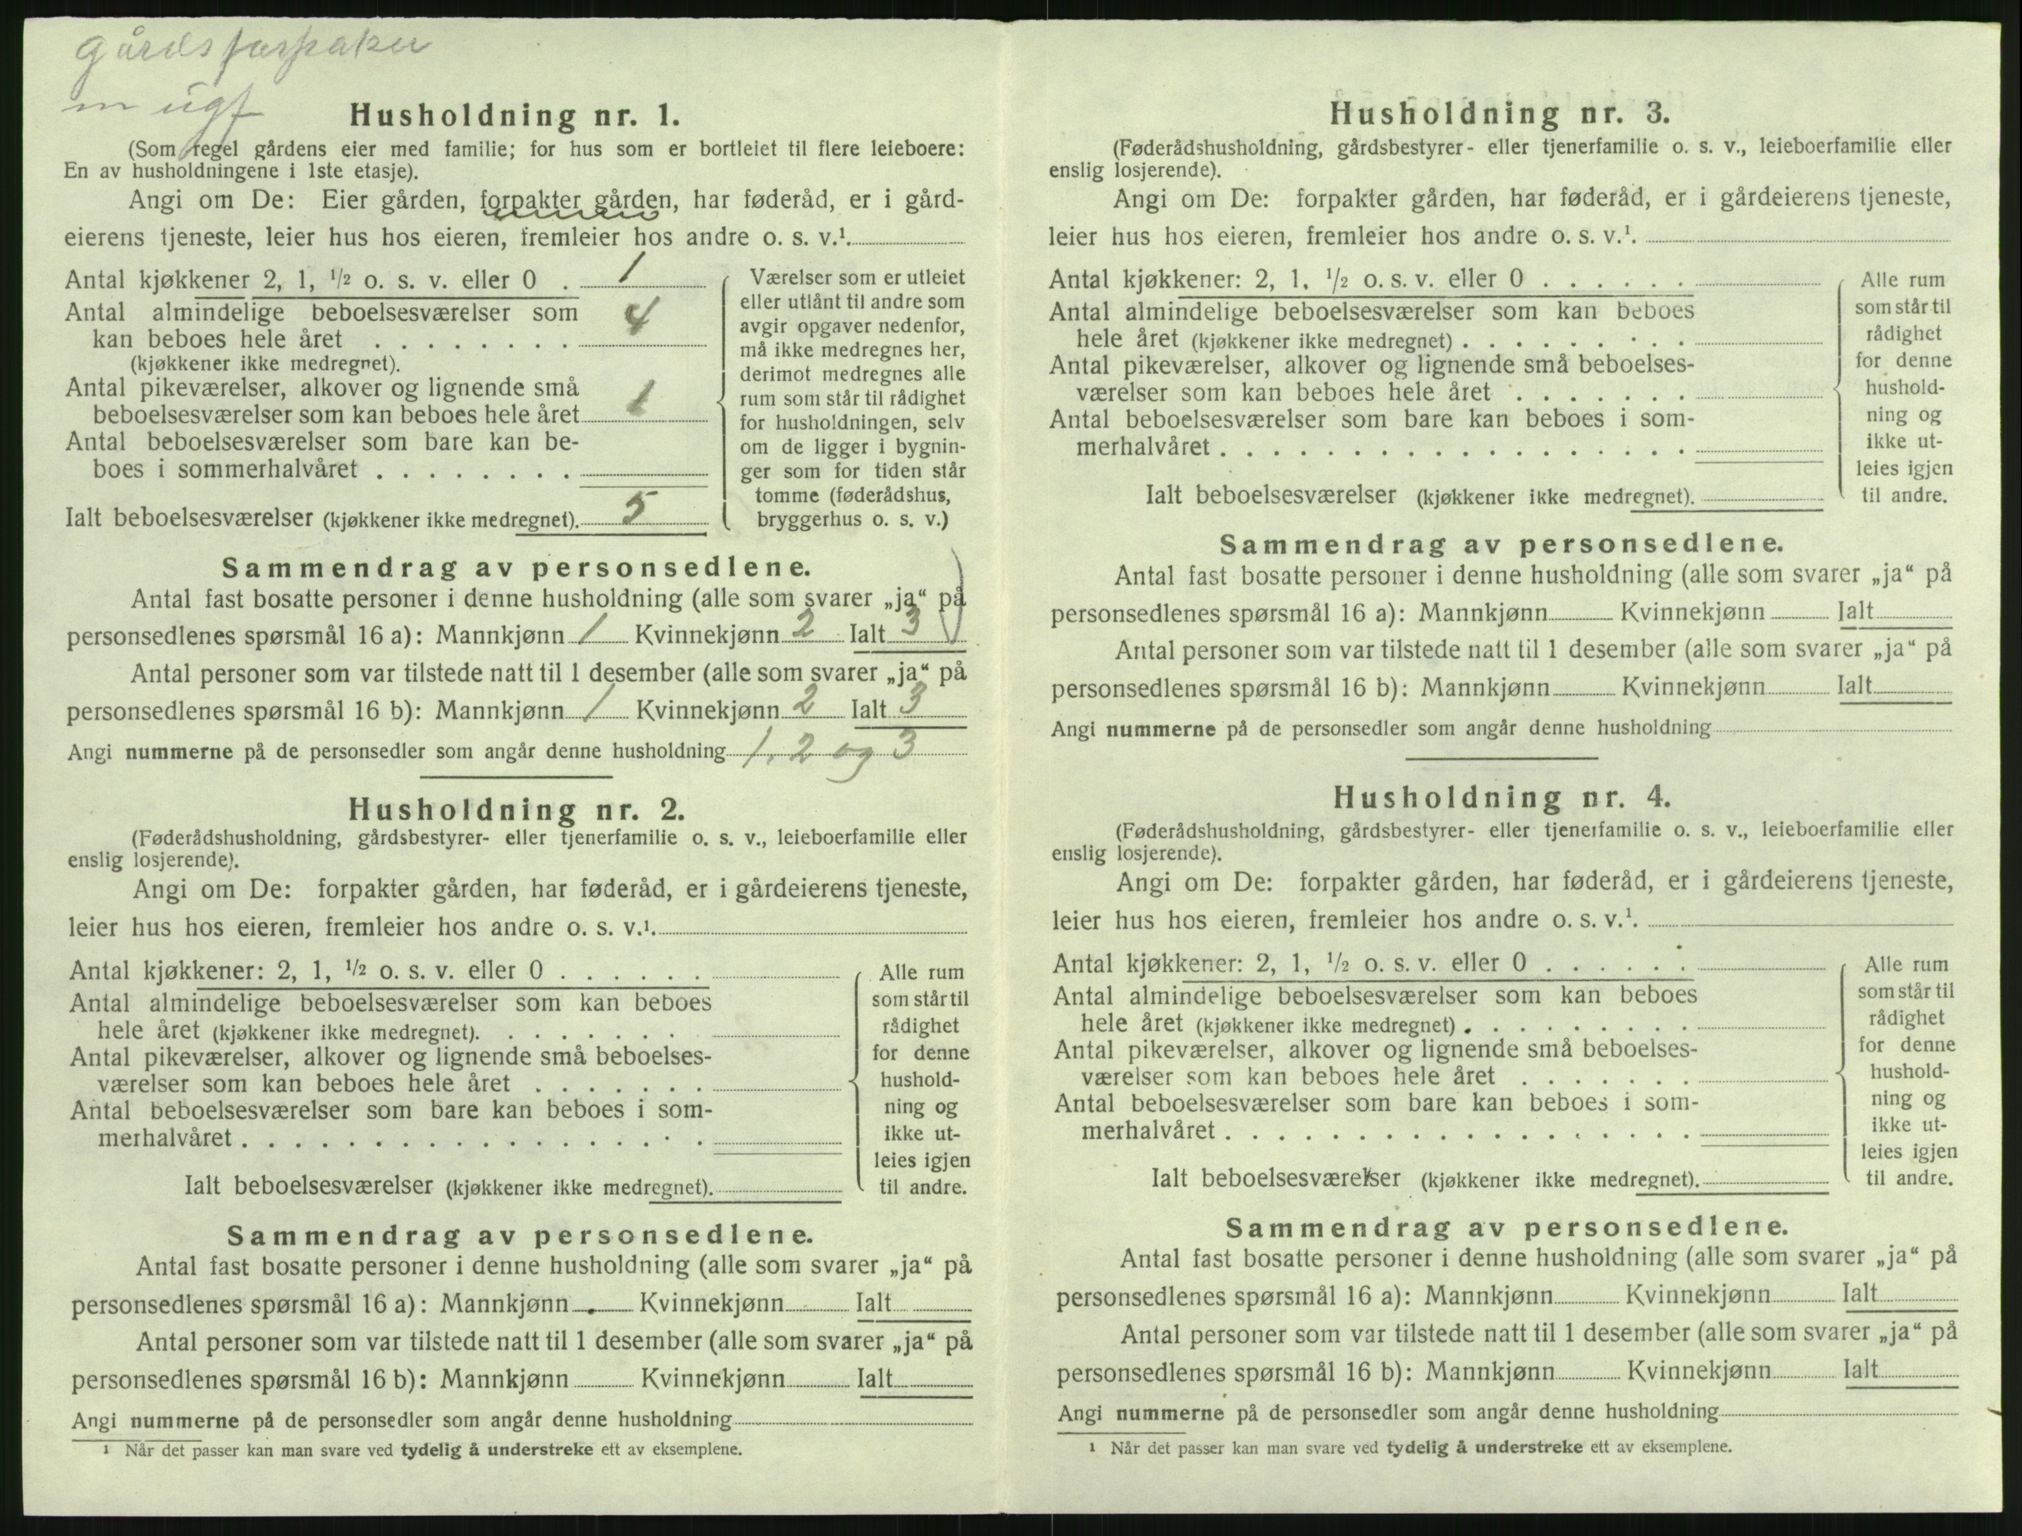 gårdsforpakter
m ugf
Husholdning nr. 1.
(Som regel gårdens eier med familie; for hus som er bortleiet til flere leieboere:
En av husholdningene i 1ste etasje).
Angi om De: Eier gården, forpakter gården, har føderåd, er i gård-
eierens tjeneste, leier hus hos eieren, fremleier hos andre o. s. v.¹.
Antal kjøkkener 2, 1, ½ o. s. v. eller 0 . 1
Antal almindelige beboelsesværelser som
kan beboes hele året . . . . . . . . . 4
(kjøkkener ikke medregnet).
Antal pikeværelser, alkover og lignende små
beboelsesværelser som kan beboes hele året 1
Antal beboelsesværelser som bare kan be-
boes i sommerhalvåret . . . . . . . .
Ialt beboelsesværelser (kjøkkener ikke medregnet). 5
Værelser som er utleiet
eller utlånt til andre som
avgir opgaver nedenfor,
må ikke medregnes her,
derimot medregnes alle
rum som står til rådighet
for husholdningen, selv
om de ligger i bygnin-
ger som for tiden står
tomme (føderådshus,
bryggerhus o. s. v.)
Sammendrag av personsedlene.
Antal fast bosatte personer i denne husholdning (alle som svarer „ja“ på
personsedlenes spørsmål 16 a): Mannkjønn 1 Kvinnekjønn 2 Ialt 3
Antal personer som var tilstede natt til 1 desember (alle som svarer „ja“ på
personsedlenes spørsmål 16 b): Mannkjønn 1 Kvinnekjønn 2 Ialt 3
Angi nummerne på de personsedler som angår denne husholdning 1, 2 og 3
Husholdning nr. 2.
(Føderådshusholdning, gårdsbestyrer- eller tjenerfamilie o. s. v., leieboerfamilie eller
enslig losjerende).
Angi om De: forpakter gården, har føderåd, er i gårdeierens tjeneste,
leier hus hos eieren, fremleier hos andre o. s. v.¹.
Antal kjøkkener: 2, 1, ½ o. s. v. eller 0 . . . . . .
Antal almindelige beboelsesværelser som kan beboes
hele året (kjøkkener ikke medregnet). . . . . . . .
Antal pikeværelser, alkover og lignende små beboelses-
værelser som kan beboes hele året . . . . . . .
Antal beboelsesværelser som bare kan beboes i som-
merhalvåret . . . . . . . . . . . . . . . . . .
Ialt beboelsesværelser (kjøkkener ikke medregnet).
Alle rum
som står til
rådighet
for denne
hushold-
ning og
ikke ut-
leies igjen
til andre.
Sammendrag av personsedlene.
Antal fast bosatte personer i denne husholdning (alle som svarer „ja“ på
personsedlenes spørsmål 16 a): Mannkjønn Kvinnekjønn Ialt
Antal personer som var tilstede natt til 1 desember (alle som svarer „ja“ på
personsedlenes spørsmål 16 b): Mannkjønn Kvinnekjønn Ialt
Angi nummerne på de personsedler som angår denne husholdning
¹ Når det passer kan man svare ved tydelig å understreke ett av eksemplene.
Husholdning nr. 3.
(Føderådshusholdning, gårdsbestyrer- eller tjenerfamilie o. s. v., leieboerfamilie eller
enslig losjerende).
Angi om De: forpakter gården, har føderåd, er i gårdeierens tjeneste,
leier hus hos eieren, fremleier hos andre o. s. v.¹.
Antal kjøkkener: 2, 1, ½ o. s. v. eller 0 . . . . . .
Antal almindelige beboelsesværelser som kan beboes
hele året (kjøkkener ikke medregnet) . . . . . . . . .
Antal pikeværelser, alkover og lignende små beboelses-
værelser som kan beboes hele året . . . . . . .
Antal beboelsesværelser som bare kan beboes i som-
merhalvåret . . . . . . . . . . . . . . . . . .
Ialt beboelsesværelser (kjøkkener ikke medregnet).
Alle rum
som står til
rådighet
for denne
hushold-
ning og
ikke ut-
leies igjen
til andre.
Sammendrag av personsedlene.
Antal fast bosatte personer i denne husholdning (alle som svarer „ja“ på
personsedlenes spørsmål 16 a): Mannkjønn Kvinnekjønn Ialt
Antal personer som var tilstede natt til 1 desember (alle som svarer „ja“ på
personsedlenes spørsmål 16 b): Mannkjønn Kvinnekjønn Ialt
Angi nummerne på de personsedler som angår denne husholdning
Husholdning nr. 4.
(Føderådshusholdning, gårdsbestyrer- eller tjenerfamilie o. s. v., leieboerfamilie eller
enslig losjerende).
Angi om De: forpakter gården, har føderåd, er i gårdeierens tjeneste,
leier hus hos eieren, fremleier hos andre o. s. v.¹.
Antal kjøkkener: 2, 1, ½ o. s. v. eller 0 . . . . . .
Antal almindelige beboelsesværelser som kan beboes
hele året (kjøkkener ikke medregnet) . . . . . . . . .
Antal pikeværelser, alkover og lignende små beboelses-
værelser som kan beboes hele året . . . . . . .
Antal beboelsesværelser som bare kan beboes i som-
merhalvåret . . . . . . . . . . . . . . . . . .
Ialt beboelsesværelser (kjøkkener ikke medregnet).
Alle rum
som står til
rådighet
for denne
hushold-
ning og
ikke ut-
leies igjen
til andre.
Sammendrag av personsedlene.
Antal fast bosatte personer i denne husholdning (alle som svarer „ja“ på
personsedlenes spørsmål 16 a): Mannkjønn Kvinnekjønn Ialt
Antal personer som var tilstede natt til 1 desember (alle som svarer „ja“ på
personsedlenes spørsmål 16 b): Mannkjønn Kvinnekjønn Ialt
Angi nummerne på de personsedler som angår denne husholdning
¹ Når det passer kan man svare ved tydelig å understreke ett av eksemplene.